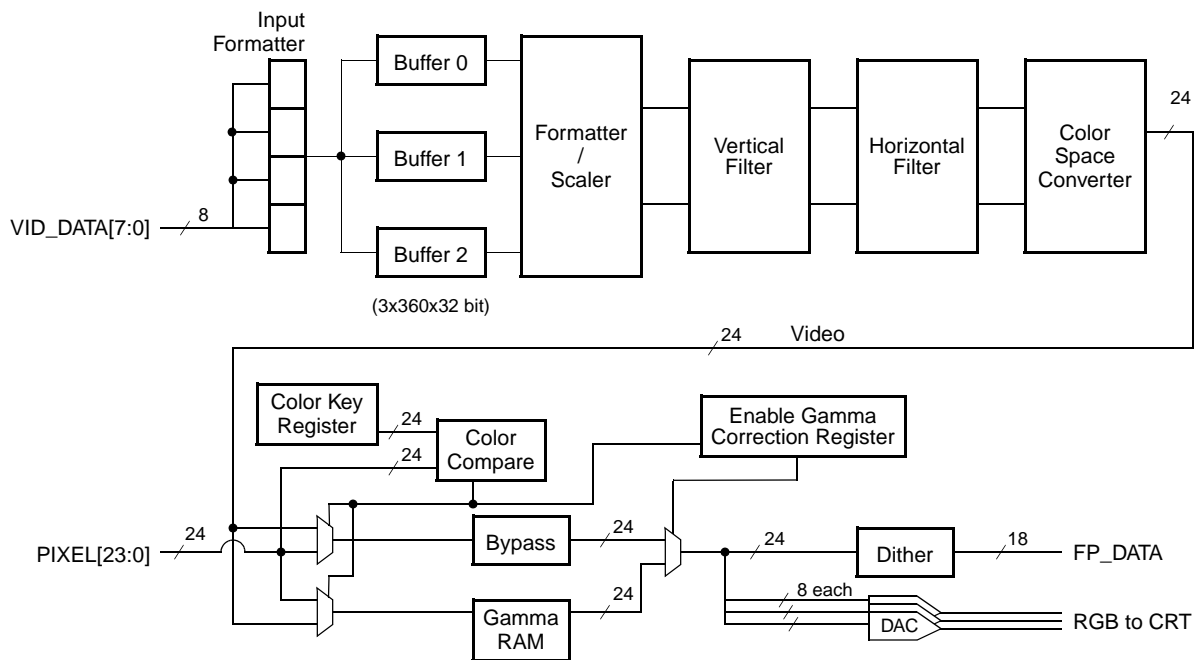 Input
Formatter
Buffer 0
Buffer 1
Buffer 2
(3x360x32 bit)
Formatter
/
Scaler
Vertical
Filter
Horizontal
Filter
Color
Space
Converter
24
VID_DATA[7:0]
8
24
Video
Color Key
Register
24
24
Color
Compare
Enable Gamma
Correction Register
PIXEL[23:0]
24
Bypass
24
24
Dither
18
FP_DATA
Gamma
RAM
24
8 each
DAC
RGB to CRT